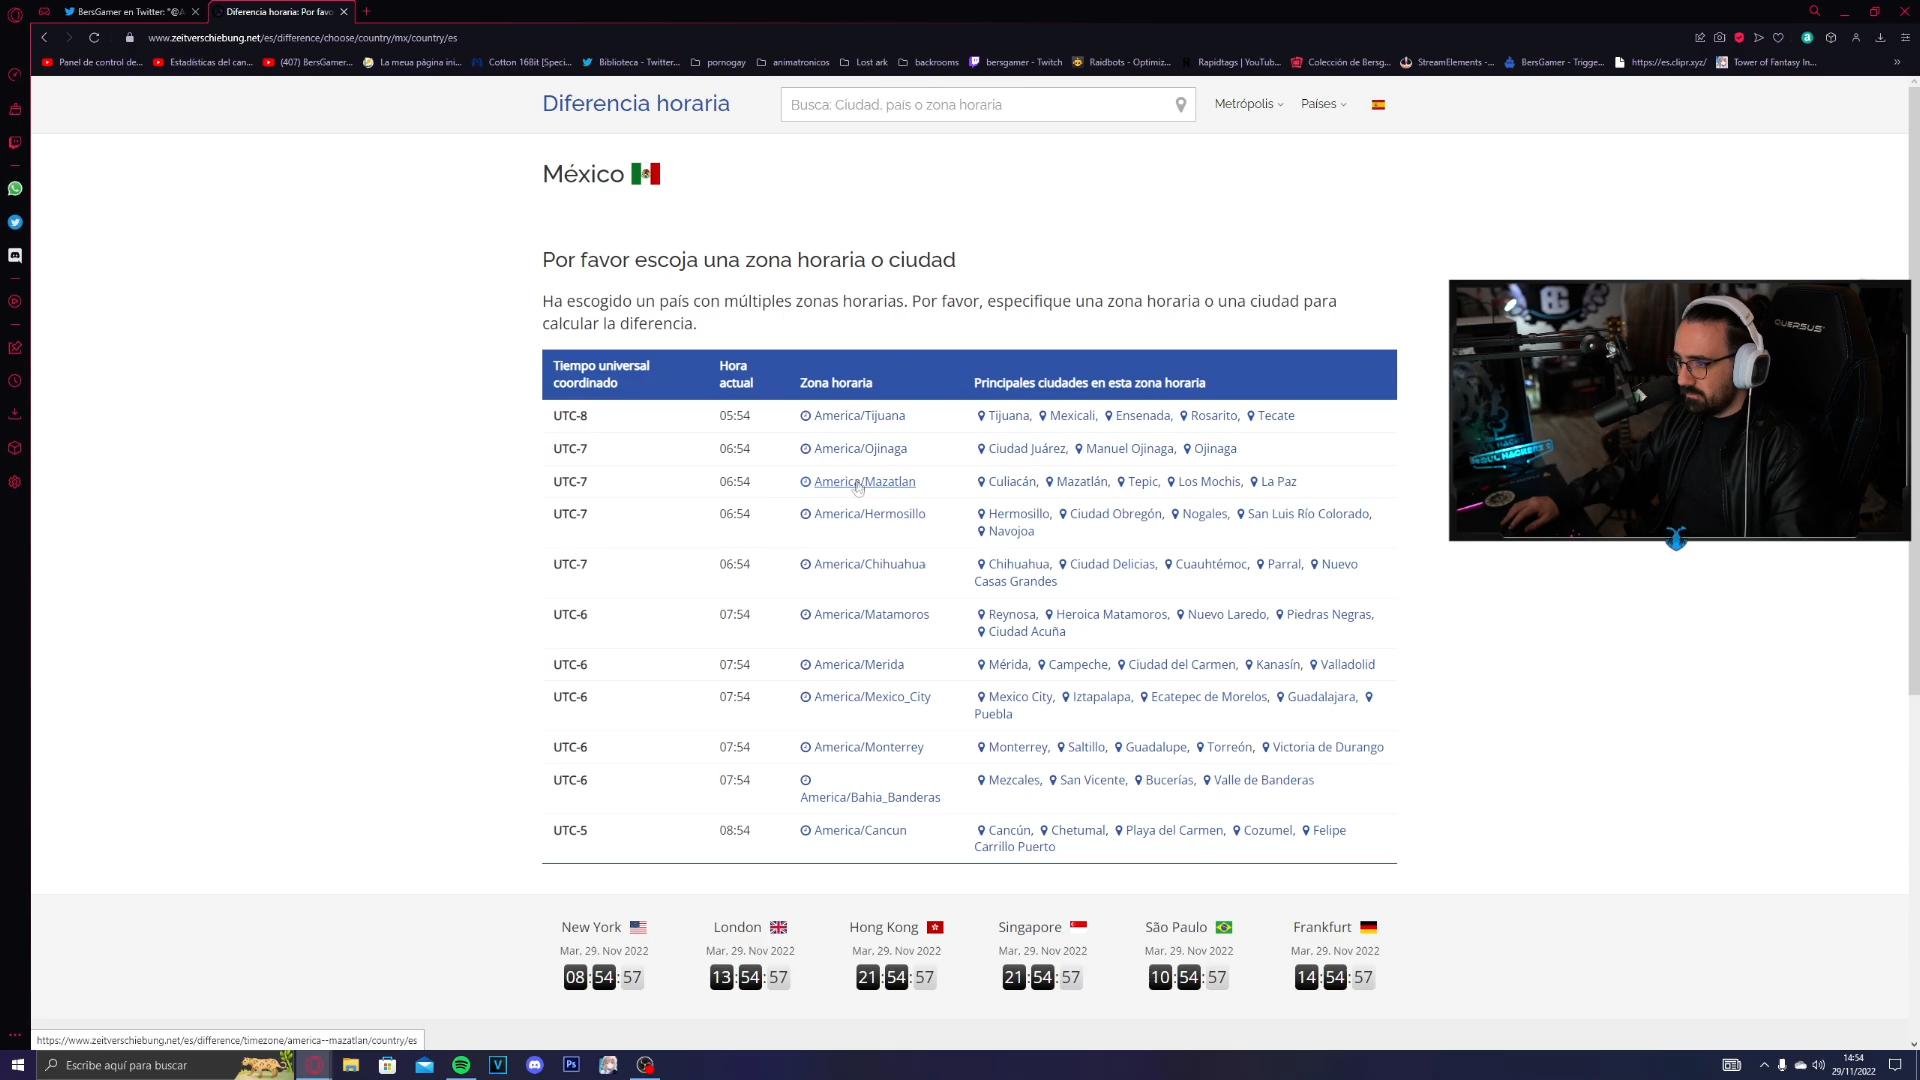 BersGamer en Twitter: "@A
Diferencia horaria: Por favo
www.zeitverschiebung.net/es/difference/choose/country/mx/country/es
Panel de control de...
Estadísticas del can...
(407) BersGamer...
La meua pàgina ini...
Cotton 16Bit [Speci...
Biblioteca - Twitter...
pornogay
animatronicos
Lost ark
backrooms
bersgamer - Twitch
Raidbots - Optimiz...
Rapidtags | YouTub...
Colección de Bersg...
StreamElements -...
BersGamer - Trigge...
https://es.clipr.xyz/
Tower of Fantasy In...
Diferencia horaria
Busca: Ciudad, país o zona horaria
Metrópolis
Países
México
Por favor escoja una zona horaria o ciudad
Ha escogido un país con múltiples zonas horarias. Por favor, especifique una zona horaria o una ciudad para
calcular la diferencia.
Tiempo universal coordinado Hora actual Zona horaria Principales ciudades en esta zona horaria
UTC-8 05:54 America/Tijuana Tijuana, Mexicali, Ensenada, Rosarito, Tecate
UTC-7 06:54 America/Ojinaga Ciudad Juárez, Manuel Ojinaga, Ojinaga
UTC-7 06:54 America/Mazatlan Culiacán, Mazatlán, Tepic, Los Mochis, La Paz
UTC-7 06:54 America/Hermosillo Hermosillo, Ciudad Obregón, Nogales, San Luis Río Colorado,
Navojoa
UTC-7 06:54 America/Chihuahua Chihuahua, Ciudad Delicias, Cuauhtémoc, Parral, Nuevo
Casas Grandes
UTC-6 07:54 America/Matamoros Reynosa, Heroica Matamoros, Nuevo Laredo, Piedras Negras,
Ciudad Acuña
UTC-6 07:54 America/Merida Mérida, Campeche, Ciudad del Carmen, Kanasín, Valladolid
UTC-6 07:54 America/Mexico_City Mexico City, Iztapalapa, Ecatepec de Morelos, Guadalajara,
Puebla
UTC-6 07:54 America/Monterrey Monterrey, Saltillo, Guadalupe, Torreón, Victoria de Durango
UTC-6 07:54 America/Bahia_Banderas Mezcales, San Vicente, Bucerías, Valle de Banderas
UTC-5 08:54 America/Cancun Cancún, Chetumal, Playa del Carmen, Cozumel, Felipe
Carrillo Puerto
QUERSUS
New York London Hong Kong Singapore São Paulo Frankfurt
Mar, 29. Nov 2022 Mar, 29. Nov 2022 Mar, 29. Nov 2022 Mar, 29. Nov 2022 Mar, 29. Nov 2022 Mar, 29. Nov 2022
08:54:57 13:54:57 21:54:57 21:54:57 10:54:57 14:54:57
https://www.zeitverschiebung.net/es/difference/timezone/america--mazatlan/country/es
Escribe aquí para buscar
14:54
29/11/2022